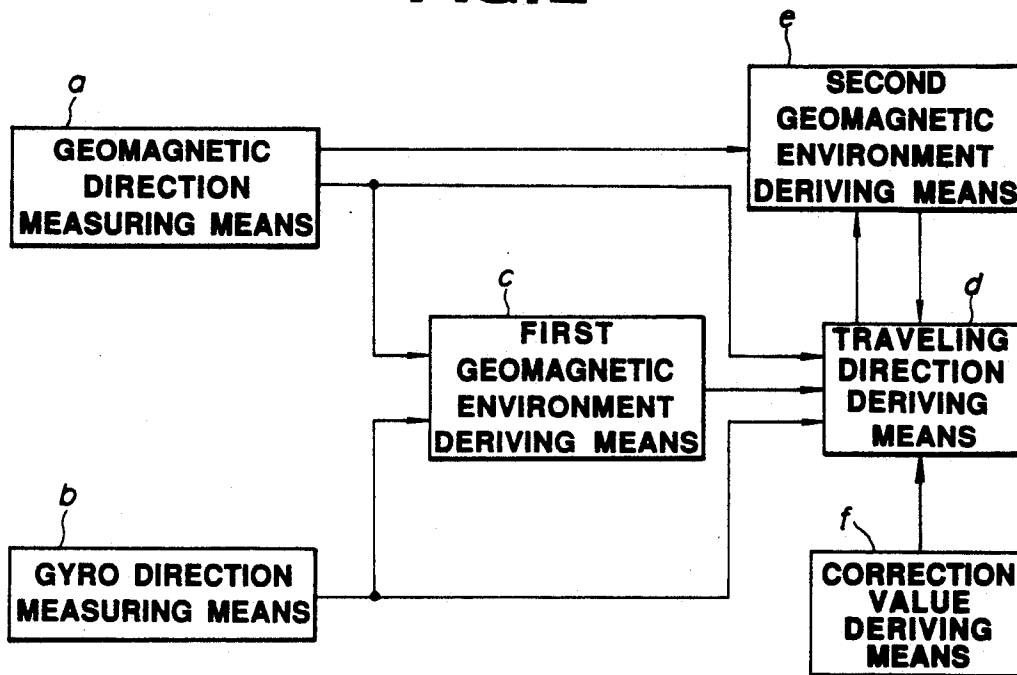 e
SECOND
GEOMAGNETIC
ENVIRONMENT
DERIVING MEANS
a
GEOMAGNETIC
DIRECTION
MEASURING MEANS
c
FIRST
GEOMAGNETIC
ENVIRONMENT
DERIVING MEANS
d
TRAVELING
DIRECTION
DERIVING
MEANS
b
GYRO DIRECTION
MEASURING MEANS
f
CORRECTION
VALUE
DERIVING
MEANS